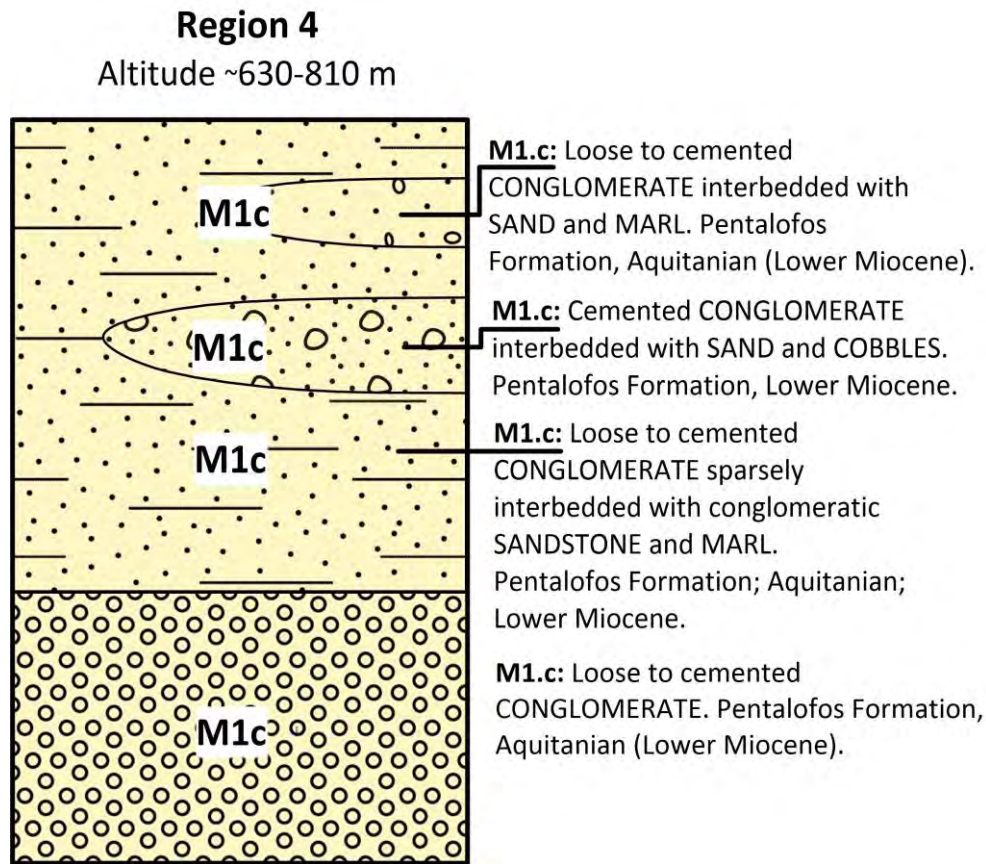 Region 4
Altitude ~630-810 m
M1c
M1.c: Loose to cemented
CONGLOMERATE interbedded with
SAND and MARL. Pentalofos
Formation, Aquitanian (Lower Miocene).
M1c
M1.c: Cemented CONGLOMERATE
interbedded with SAND and COBBLES.
Pentalofos Formation, Lower Miocene.
M1c
M1.c: Loose to cemented
CONGLOMERATE sparsely
interbedded with conglomeratic
SANDSTONE and MARL.
Pentalofos Formation; Aquitanian;
Lower Miocene.
M1c
M1.c: Loose to cemented
CONGLOMERATE. Pentalofos Formation,
Aquitanian (Lower Miocene).